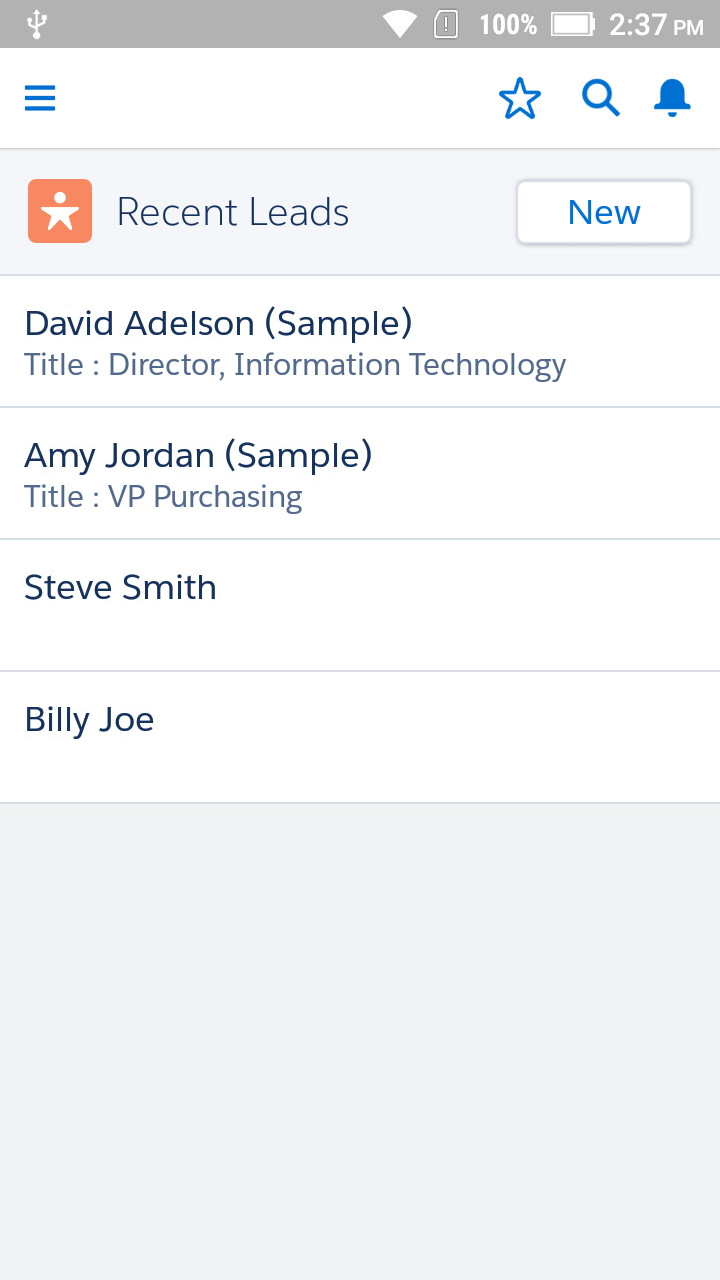 100% 2:37 PM
Recent Leads New
David Adelson (Sample)
Title : Director, Information Technology
Amy Jordan (Sample)
Title : VP Purchasing
Steve Smith
Billy Joe